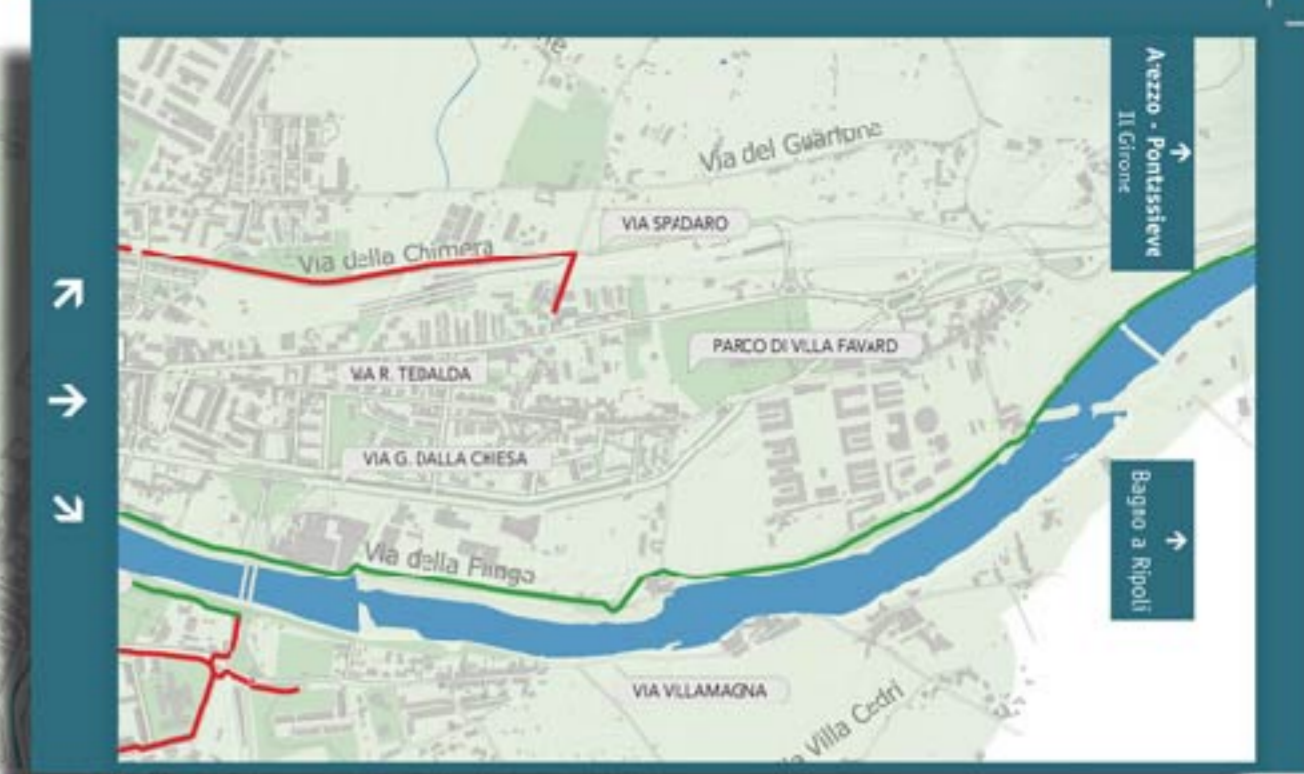 Via del Guarlone
VIA SPADARO
Via della Chimera
Arezzo - Pontassieve
Il Girone
PARCO DI VILLA FAVARD
VIA R. TEDALDA
VIA G. DALLA CHIESA
Bagno a Ripoli
Via della Funga
VIA VILLAMAGNA
Villa Cedri